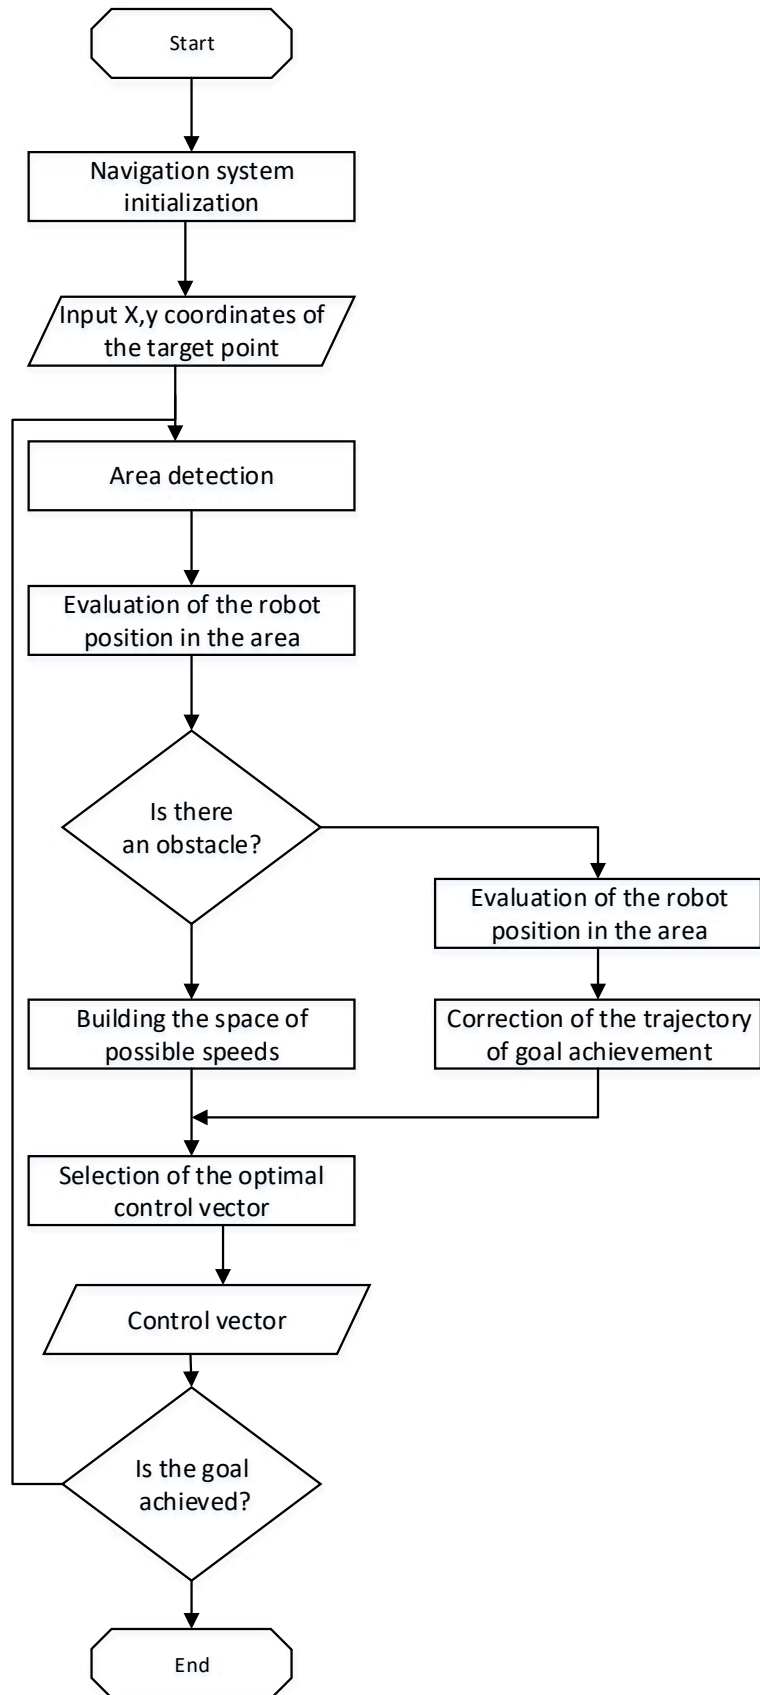 Start
Navigation system
initialization
Input X,y coordinates of
the target point
Area detection
Evaluation of the robot
position in the area
Is there
an obstacle?
Evaluation of the robot
position in the area
Building the space of
possible speeds
Correction of the trajectory
of goal achievement
Selection of the optimal
control vector
Control vector
Is the goal
achieved?
End